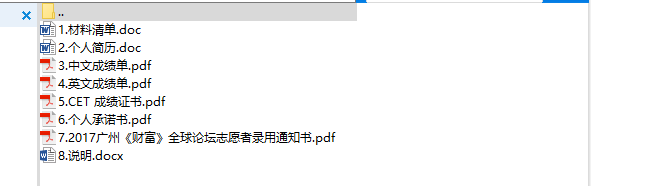 ..
1.材料清单.doc
2.个人简历.doc
3.中文成绩单.pdf
4.英文成绩单.pdf
5.CET 成绩证书.pdf
6.个人承诺书.pdf
7.2017广州《财富》全球论坛志愿者录用通知书.pdf
8.说明.docx